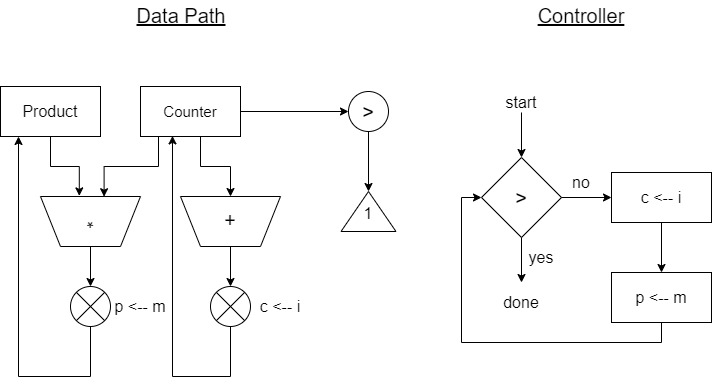 Data Path
Controller
Product
Counter
>
1
*
+
p <-- m
c <-- i
start
>
no
c <-- i
yes
p <-- m
done